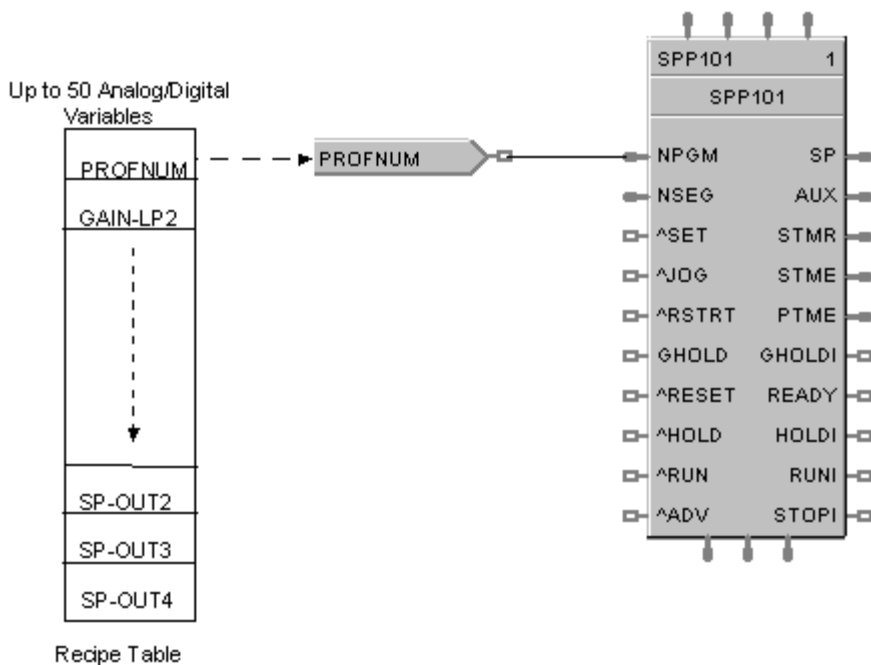 Up to 50 Analog/Digital
Variables
PROFNUM
GAIN-LP2
SP-OUT2
SP-OUT3
SP-OUT4
Recipe Table
PROFNUM
SPP101 1
SPP101
NPGM SP
NSEG AUX
^SET STMR
^JOG STME
^RSTRT PTME
GHOLD GHOLDI
^RESET READY
^HOLD HOLDI
^RUN RUNI
^ADV STOPI